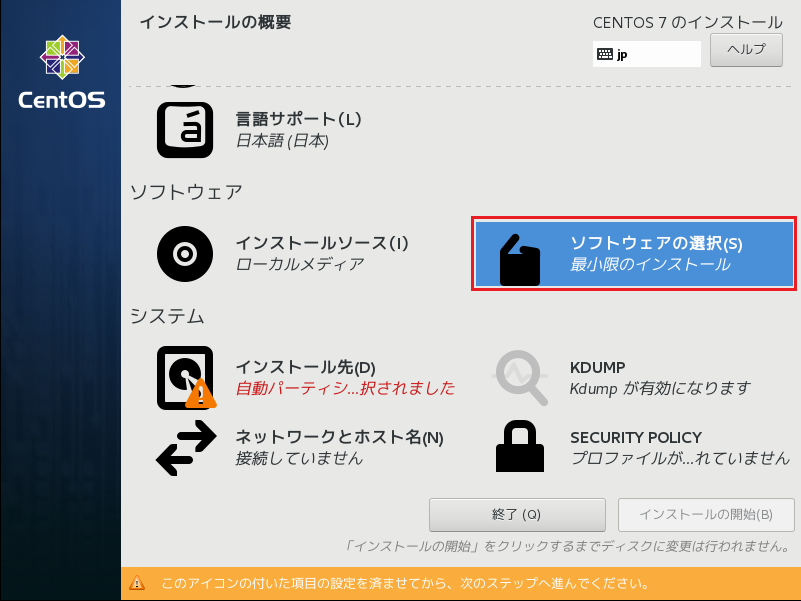 インストールの概要
CENTOS 7 のインストール
jp
ヘルプ
CentOS
á
言語サポート(L)
日本語 (日本)
ソフトウェア
インストールソース(I)
ローカルメディア
ソフトウェアの選択(S)
最小限のインストール
システム
インストール先(D)
自動パーティシ...択されました
KDUMP
Kdump が有効になります
ネットワークとホスト名(N)
接続していません
SECURITY POLICY
プロファイルが...れていません
終了 (Q)
インストールの開始(B)
「インストールの開始」をクリックするまでディスクに変更は行われません。
このアイコンの付いた項目の設定を済ませてから、次のステップへ進んでください。